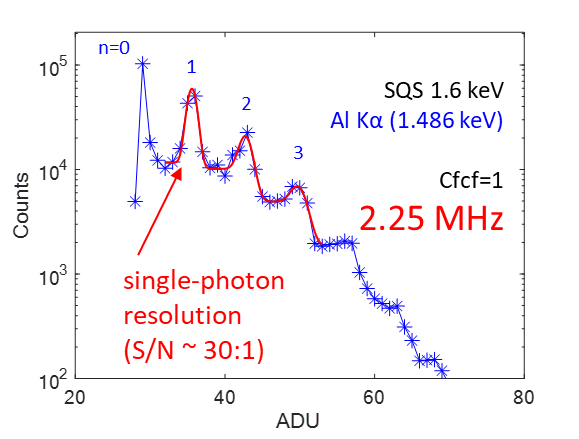 n=0
1
2
3
SQS 1.6 keV
Al Kα (1.486 keV)
Cfcf=1
2.25 MHz
single-photon
resolution
(S/N ~ 30:1)
Counts
10^5
10^4
10^3
10^2
20 40 60 80
ADU